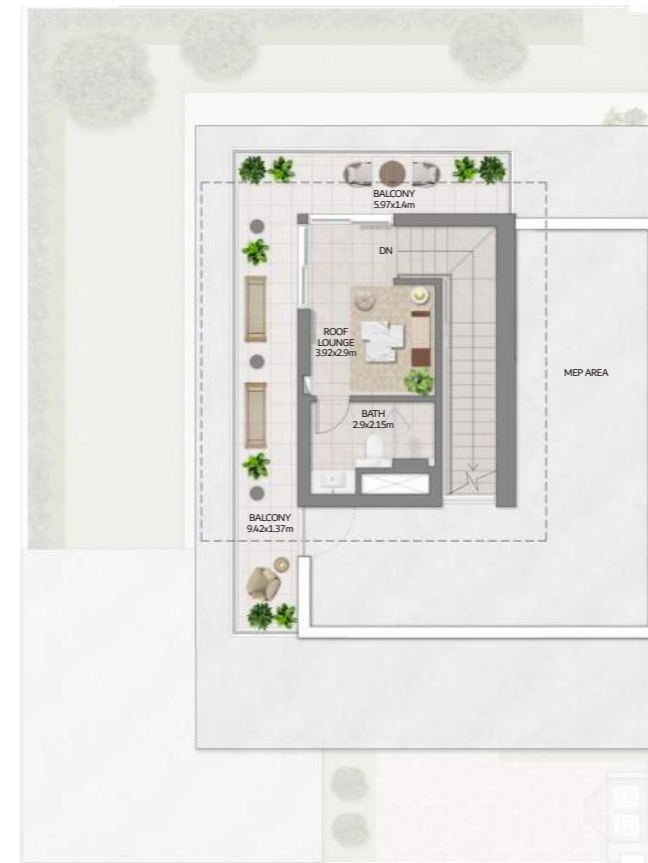 BALCONY
5.97x1.4m
DN
ROOF
LOUNGE
3.92x2.9m
MEP AREA
BATH
2.9x2.15m
BALCONY
9.42x1.37m